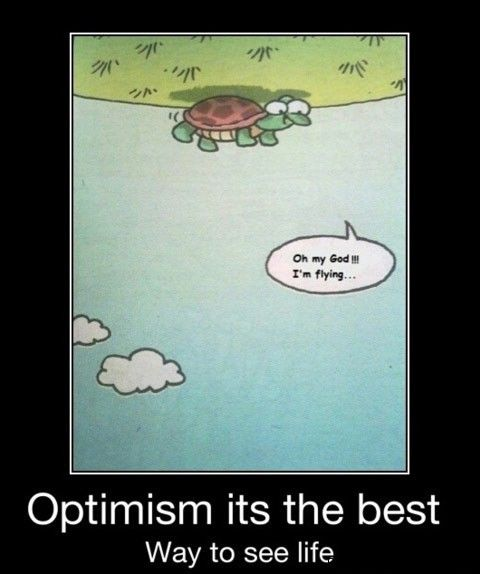 Oh my God !!!
I'm flying...
Optimism its the best
Way to see life